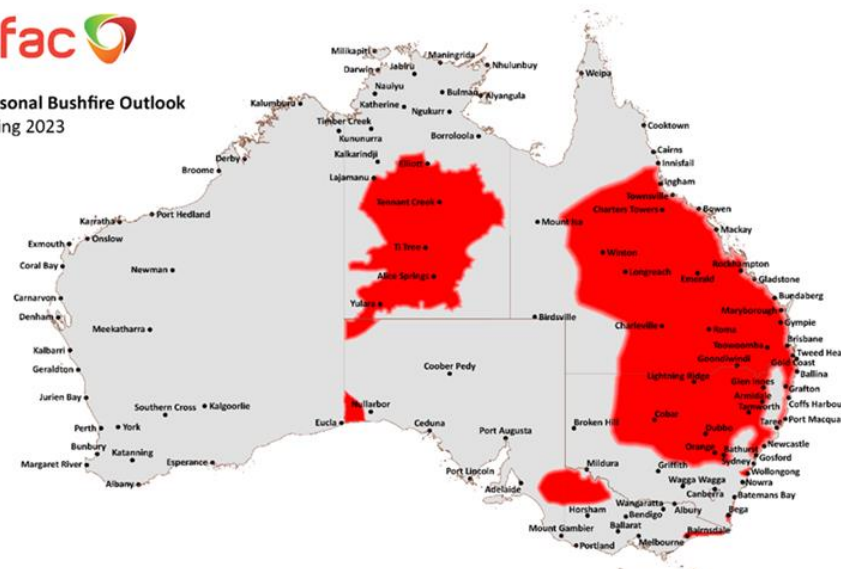 fac
sonal Bushfire Outlook
ing 2023
Milikapiti
Maningrida
Darwin
Jabiru
Nhulunbuy
Weipa
Nauiyu
Bulman
Alyangula
Kalumburu
Katherine
Ngukurr
Timber Creek
Kununurra
Borroloola
Cooktown
Kalkarindji
Cairns
Derby
Elliott
Innisfail
Broome
Lajamanu
Ingham
Townsville
Tennant Creek
Charters Towers
Bowen
Karratha
Port Hedland
Mount Isa
Mackay
Onslow
Exmouth
Ti Tree
Winton
Coral Bay
Newman
Rockhampton
Longreach
Emerald
Alice Springs
Gladstone
Carnarvon
Yulara
Bundaberg
Denham
Birdsville
Maryborough
Meekatharra
Charleville
Roma
Gympie
Kalbarri
Toowoomba
Brisbane
Tweed Hea
Geraldton
Coober Pedy
Goondiwindi
Gold Coast
Ballina
Lightning Ridge
Glen Innes
Jurien Bay
Grafton
Southern Cross
Kalgoorlie
Nullarbor
Armidale
Coffs Harbou
Tamworth
Perth
York
Eucla
Ceduna
Broken Hill
Cobar
Taree
Port Macqua
Dubbo
Port Augusta
Bunbury
Katanning
Orange
Bathurst
Newcastle
Margaret River
Esperance
Mildura
Griffith
Sydney
Gosford
Port Lincoln
Wollongong
Albany
Adelaide
Wagga Wagga
Nowra
Canberra
Batemans Bay
Wangaratta
Albury
Horsham
Bendigo
Bega
Mount Gambier
Ballarat
Bairnsdale
Portland
Melbourne